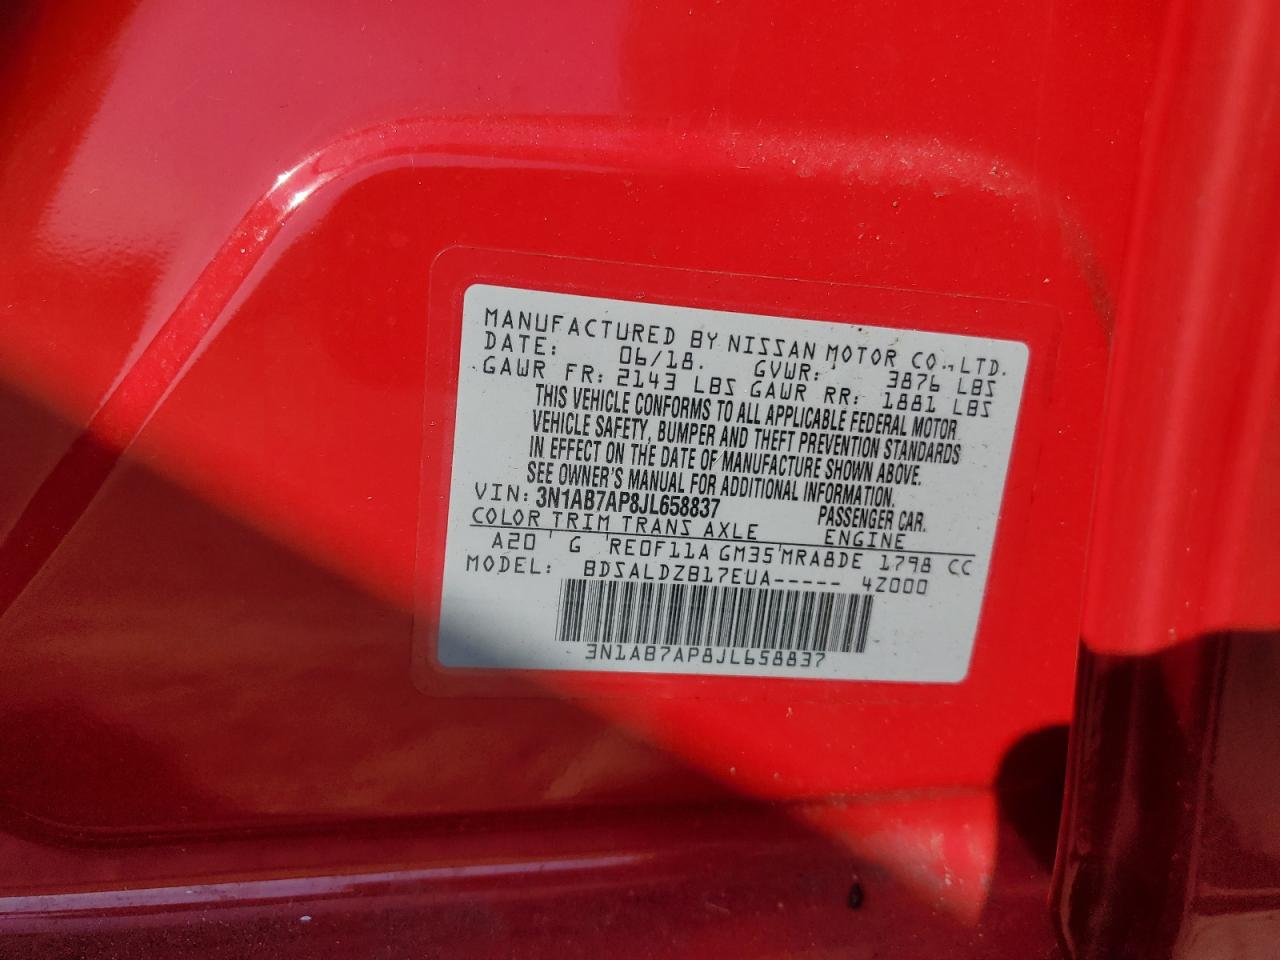 MANUFACTURED BY NISSAN MOTOR CO., LTD.
DATE: 06/18. GVWR: 3876 LBS
GAWR FR: 2143 LBS GAWR RR: 1881 LBS
THIS VEHICLE CONFORMS TO ALL APPLICABLE FEDERAL MOTOR
VEHICLE SAFETY, BUMPER AND THEFT PREVENTION STANDARDS
IN EFFECT ON THE DATE OF MANUFACTURE SHOWN ABOVE.
SEE OWNER'S MANUAL FOR ADDITIONAL INFORMATION.
VIN: 3N1AB7AP8JL658837 PASSENGER CAR.
COLOR TRIM TRANS AXLE ENGINE
A20 G RE0F11A GM35 MRA8DE 1798 CC
MODEL: BDSALDZB17EUA----- 4Z000
3N1AB7AP8JL658837